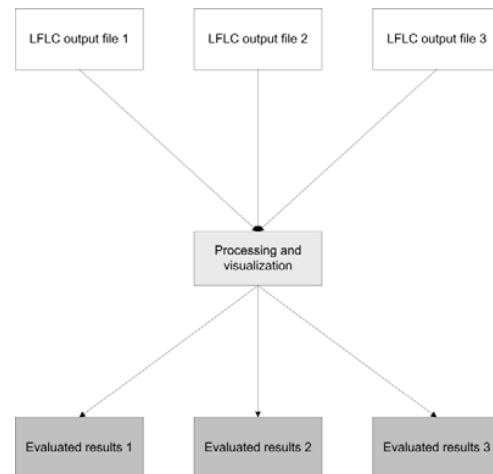 LFLC output file 1
LFLC output file 2
LFLC output file 3
Processing and
visualization
Evaluated results 1
Evaluated results 2
Evaluated results 3